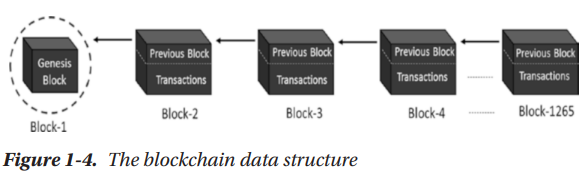 Genesis
Block
Previous Block
Transactions
Previous Block
Transactions
Previous Block
Transactions
Previous Block
Transactions
Block-1
Block-2
Block-3
Block-4
Block-1265
Figure 1-4. The blockchain data structure